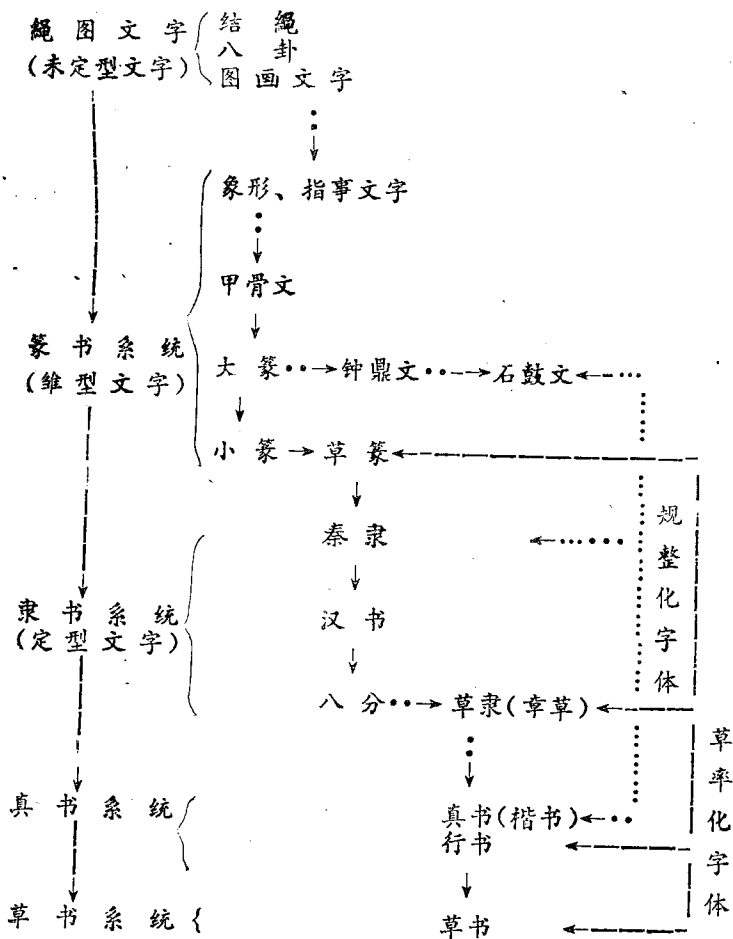 繩图文字
(未定型文字)
结繩
八卦
图画文字
象形、指事文字
甲骨文
篆书系统
(雏型文字)
大篆 钟鼎文 石鼓文
小篆 草篆
规整化字体
秦隶
隶书系统
(定型文字)
汉书
八分 草隶(章草)
草率化字体
真书系统
真书(楷书)
行书
草书系统
草书